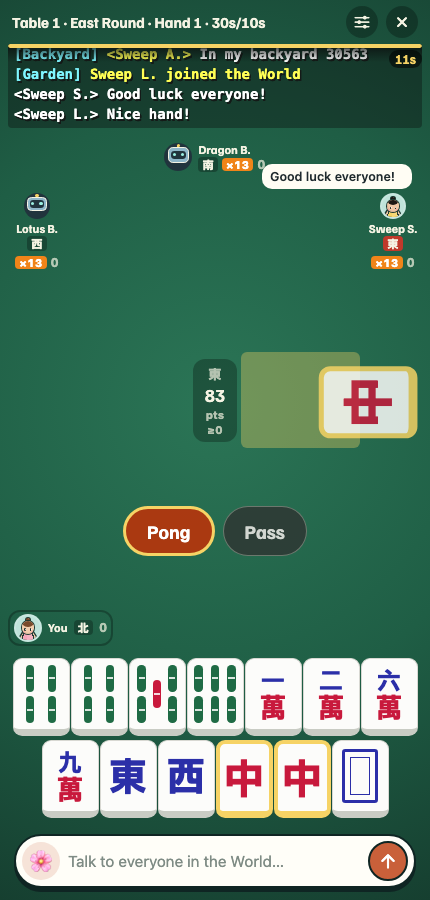 Table 1 · East Round · Hand 1 · 30s/10s
[Backyard] <Sweep A.> In my backyard 30563
11s
[Garden] Sweep L. joined the World
<Sweep S.> Good luck everyone!
<Sweep L.> Nice hand!
Dragon B.
南 ×13 0
Good luck everyone!
Lotus B.
西
×13 0
Sweep S.
東
×13 0
東
83
pts
≥0
中
Pong
Pass
You 北 0
一萬 二萬 六萬
九萬 東 西 中 中
Talk to everyone in the World...